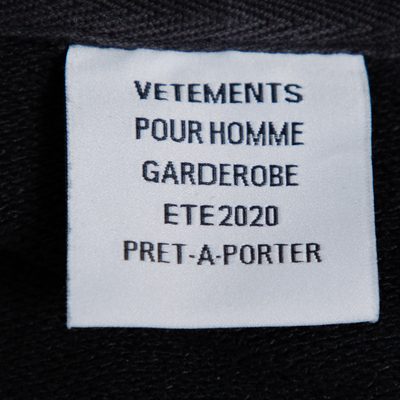 VETEMENTS
POUR HOMME
GARDEROBE
ETE2020
PRET-A-PORTER